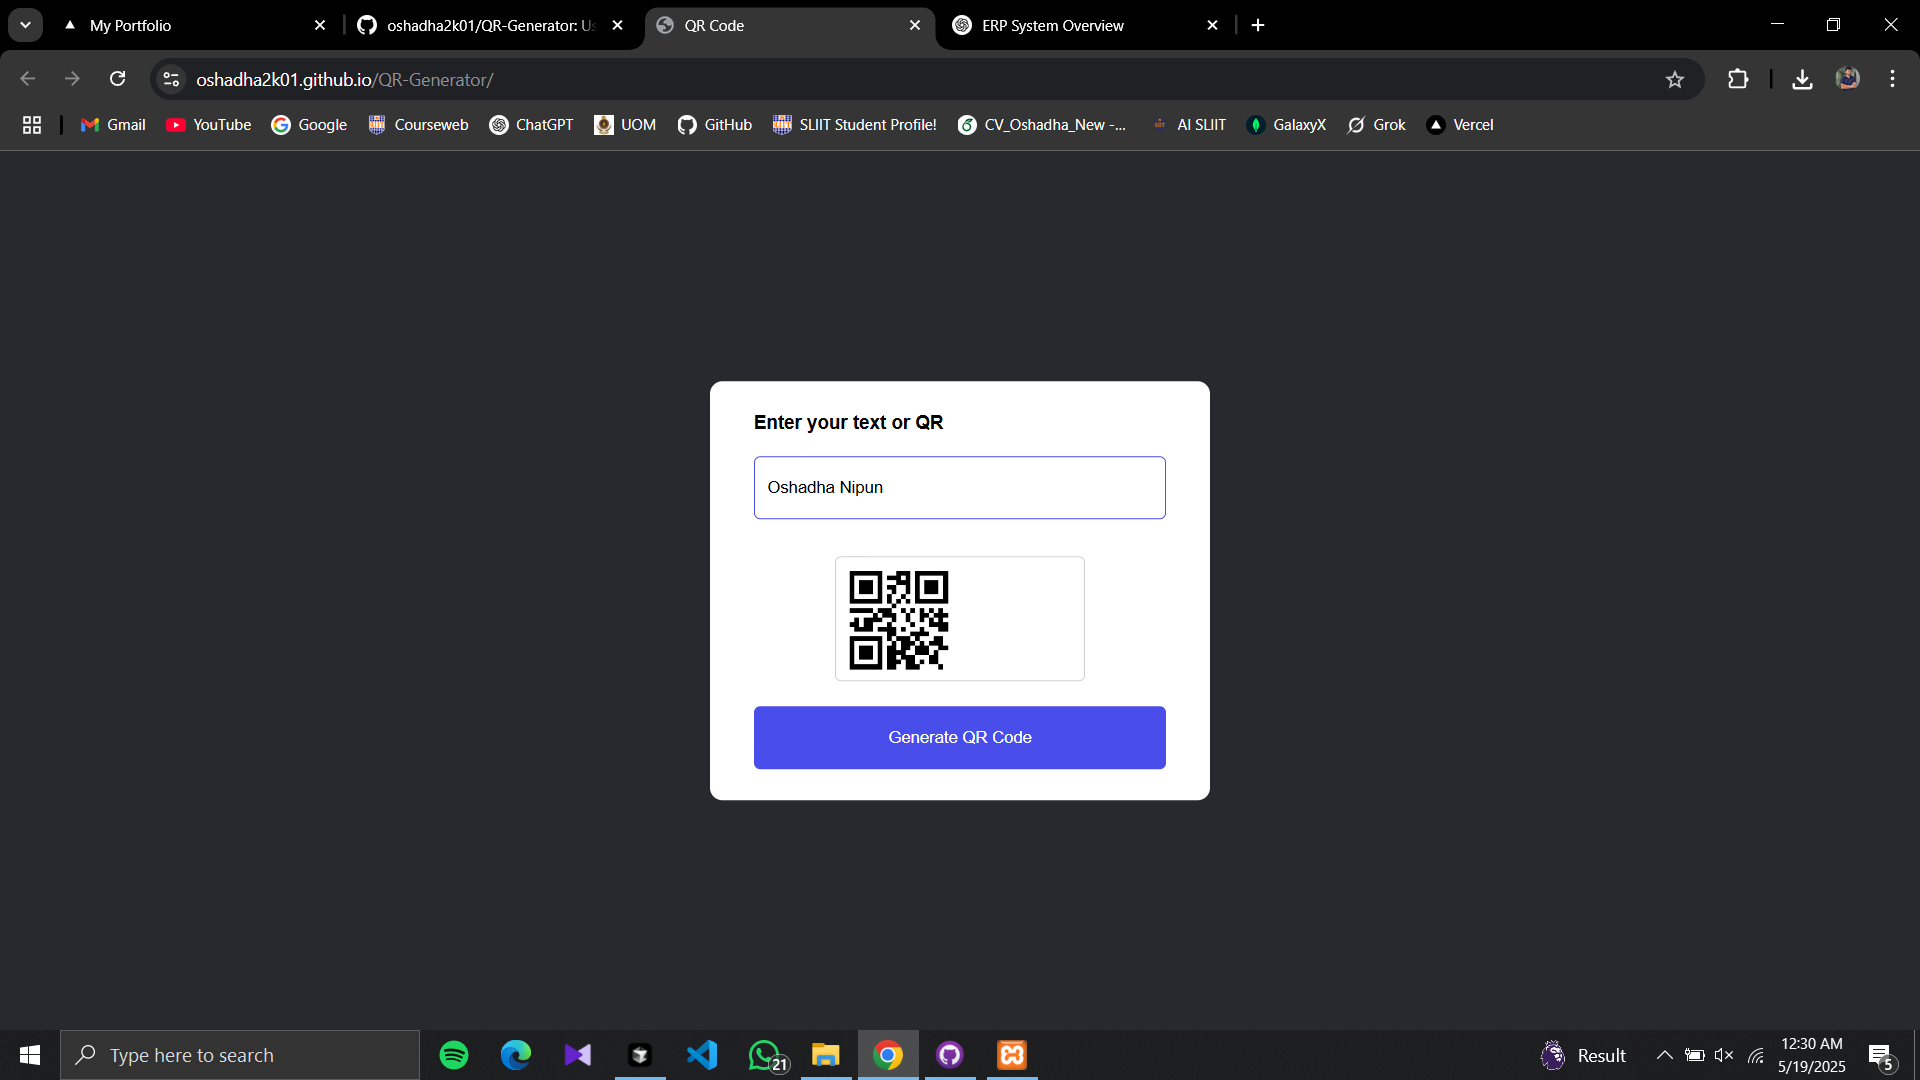 My Portfolio
oshadha2k01/QR-Generator: Us
QR Code
ERP System Overview
oshadha2k01.github.io/QR-Generator/
Gmail
YouTube
Google
Courseweb
ChatGPT
UOM
GitHub
SLIIT Student Profile!
CV_Oshadha_New -...
AI SLIIT
GalaxyX
Grok
Vercel
Enter your text or QR
Oshadha Nipun
Generate QR Code
Type here to search
21
Result
12:30 AM
5/19/2025
5